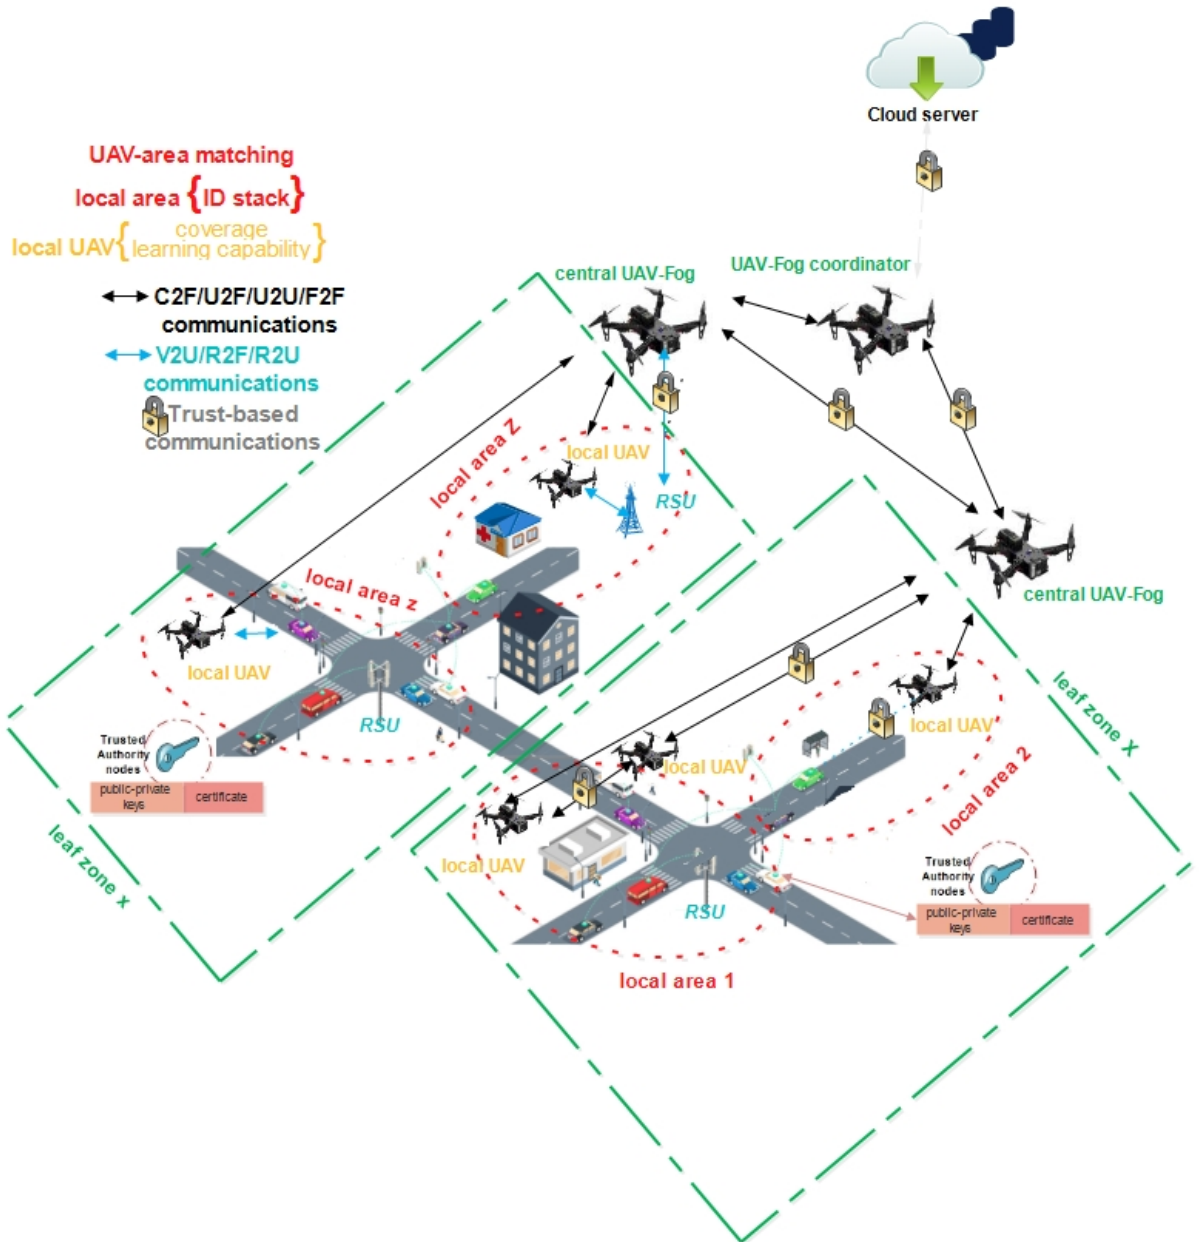 Cloud server
UAV-area matching
local area {ID stack}
local UAV{ coverage
learning capability}
C2F/U2F/U2U/F2F
communications
V2U/R2F/R2U
communications
Trust-based
communications
central UAV-Fog
UAV-Fog coordinator
local area Z
local UAV
RSU
local area z
local UAV
RSU
central UAV-Fog
leaf zone X
local UAV
local UAV
local area 2
Trusted
Authority
nodes
public-private
keys
certificate
leaf zone x
local UAV
RSU
Trusted
Authority
nodes
public-private
keys
certificate
local area 1